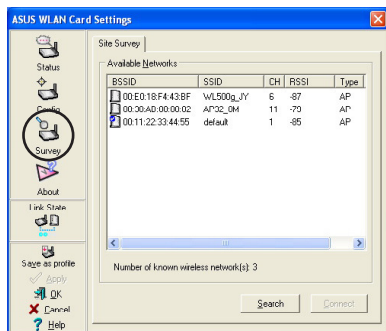 ASUS WLAN Card Settings
Status
Config
Survey
About
Link State
Save as profile
Apply
OK
Cancel
Help
Site Survey
Available Networks
BSSID SSID CH RSSI Type
00:E0:18:F4:43:BF WL500g_JY 6 -87 AP
00:30:AB:00:00:02 11 -79 AP
00:11:22:33:44:55 default 1 -85 AP
Number of known wireless network(s): 3
Search Connect